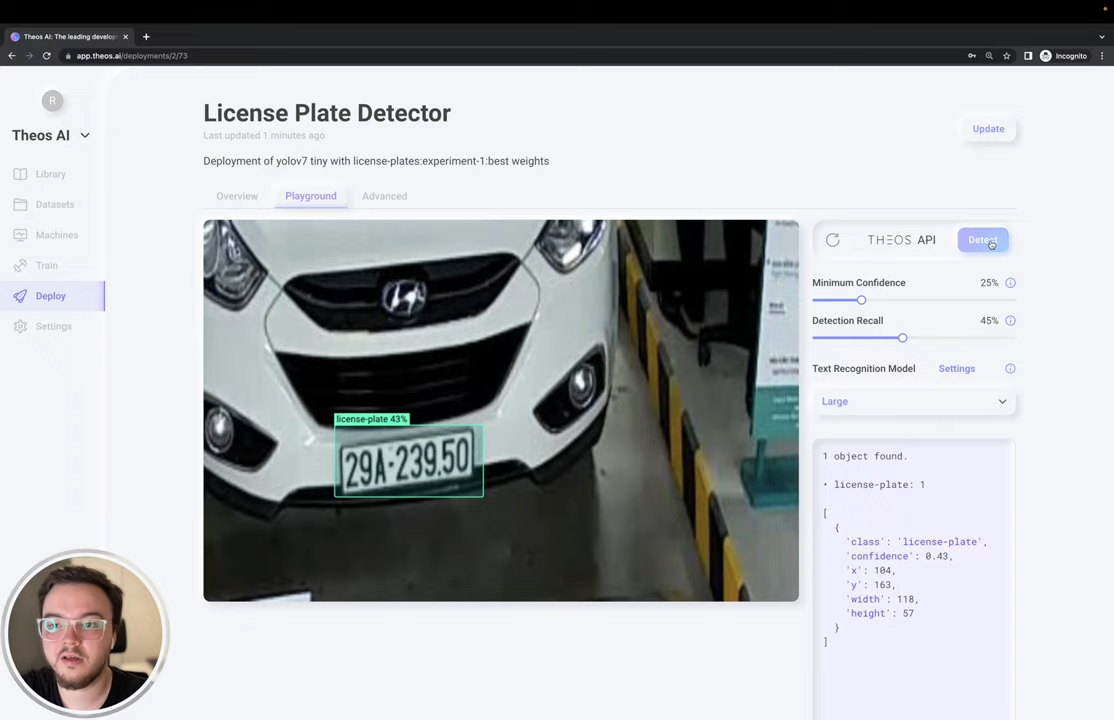 Theos AI: The leading develop
app.theos.ai/deployments/2/73
Incognito
R
Theos AI
Library
Datasets
Machines
Train
Deploy
Settings
License Plate Detector
Last updated 1 minutes ago
Update
Deployment of yolov7 tiny with license-plates:experiment-1:best weights
Overview
Playground
Advanced
license-plate 43%
29A-239.50
THEOS API
Detect
Minimum Confidence
25%
Detection Recall
45%
Text Recognition Model
Settings
Large
1 object found.
• license-plate: 1
[
{
'class': 'license-plate',
'confidence': 0.43,
'x': 104,
'y': 163,
'width': 118,
'height': 57
}
]